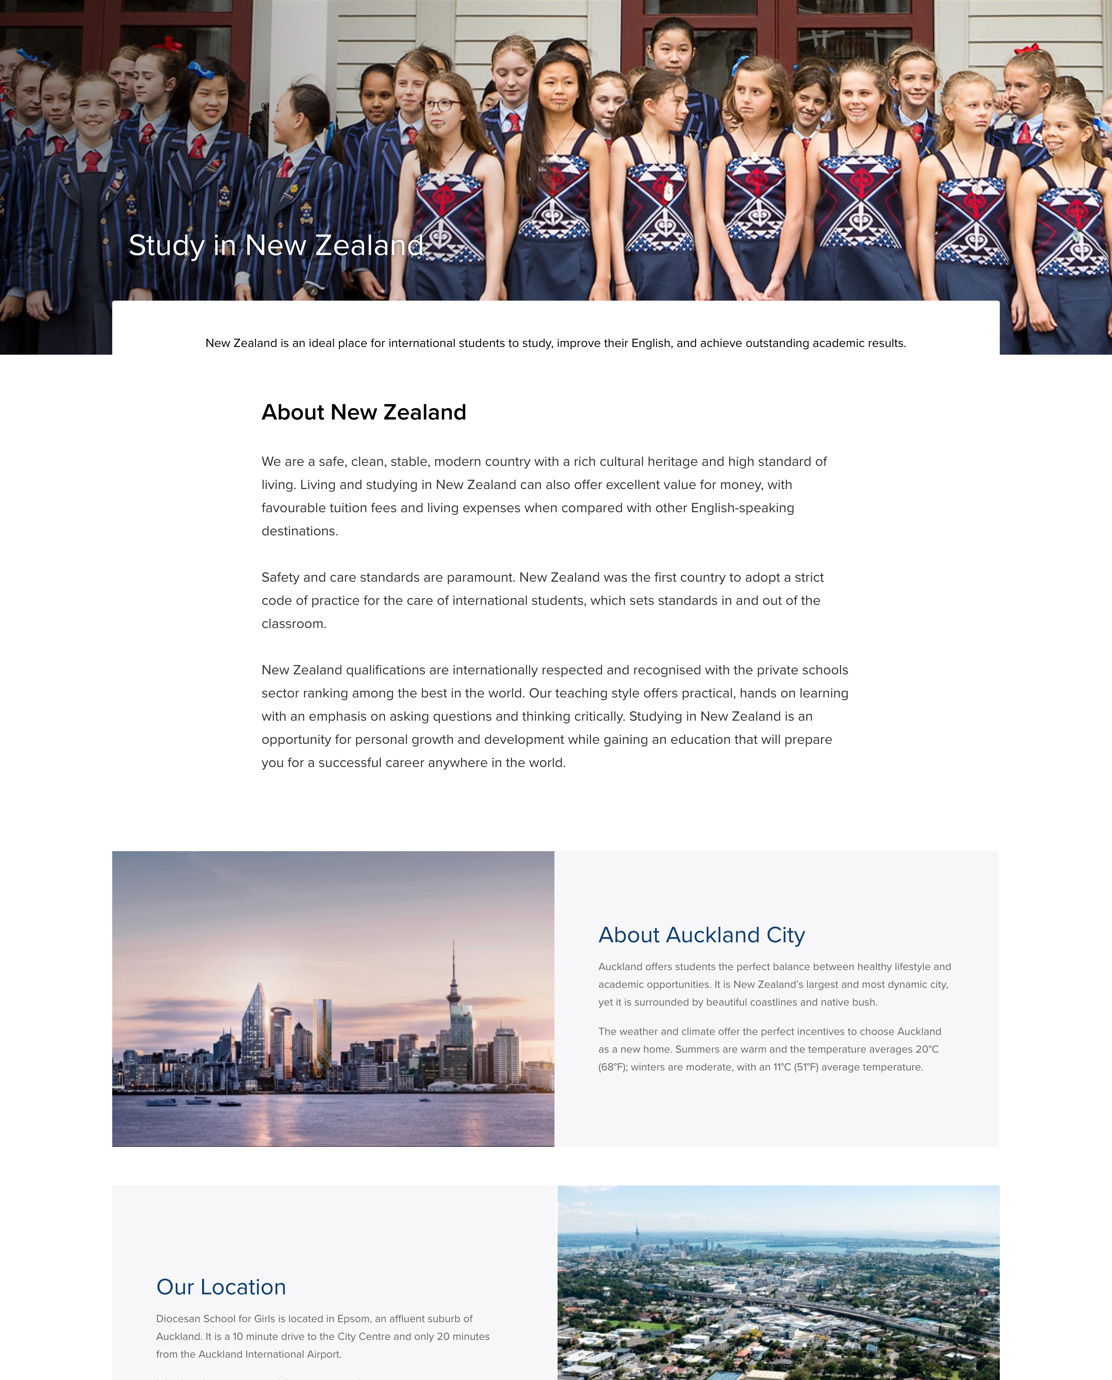 Study in New Zealand
New Zealand is an ideal place for international students to study, improve their English, and achieve outstanding academic results.
About New Zealand
We are a safe, clean, stable, modern country with a rich cultural heritage and high standard of
living. Living and studying in New Zealand can also offer excellent value for money, with
favourable tuition fees and living expenses when compared with other English-speaking
destinations.
Safety and care standards are paramount. New Zealand was the first country to adopt a strict
code of practice for the care of international students, which sets standards in and out of the
classroom.
New Zealand qualifications are internationally respected and recognised with the private schools
sector ranking among the best in the world. Our teaching style offers practical, hands on learning
with an emphasis on asking questions and thinking critically. Studying in New Zealand is an
opportunity for personal growth and development while gaining an education that will prepare
you for a successful career anywhere in the world.
About Auckland City
Auckland offers students the perfect balance between healthy lifestyle and
academic opportunities. It is New Zealand's largest and most dynamic city,
yet it is surrounded by beautiful coastlines and native bush.
The weather and climate offer the perfect incentives to choose Auckland
as a new home. Summers are warm and the temperature averages 20°C
(68°F); winters are moderate, with an 11°C (51°F) average temperature.
Our Location
Diocesan School for Girls is located in Epsom, an affluent suburb of
Auckland. It is a 10 minute drive to the City Centre and only 20 minutes
from the Auckland International Airport.